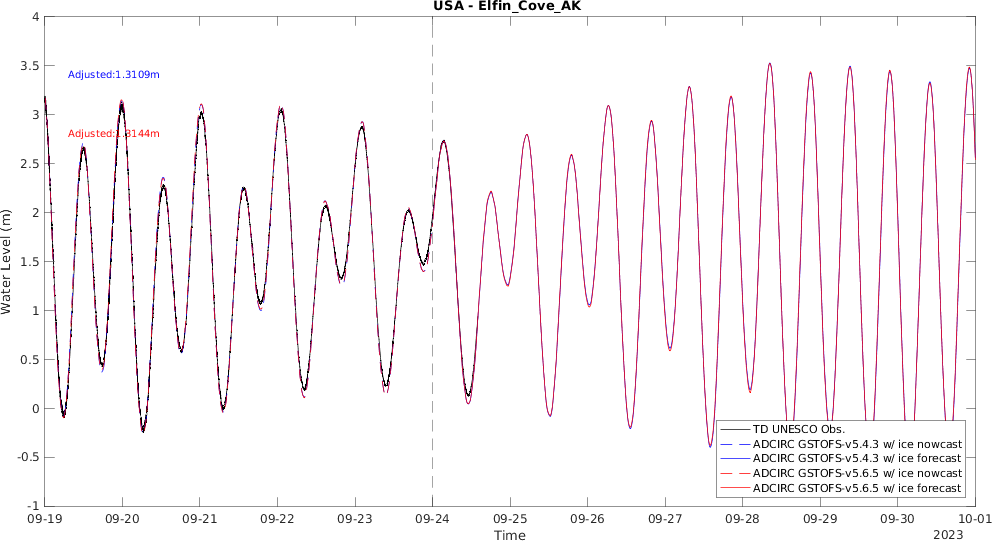 USA - Elfin_Cove_AK
4
3.5
3
2.5
2
1.5
1
0.5
0
-0.5
-1
Water Level (m)
Adjusted:1.3109m
Adjusted:1.3144m
TD UNESCO Obs.
ADCIRC GSTOFS-v5.4.3 w/ ice nowcast
ADCIRC GSTOFS-v5.4.3 w/ ice forecast
ADCIRC GSTOFS-v5.6.5 w/ ice nowcast
ADCIRC GSTOFS-v5.6.5 w/ ice forecast
09-19 09-20 09-21 09-22 09-23 09-24 09-25 09-26 09-27 09-28 09-29 09-30 10-01
Time
2023